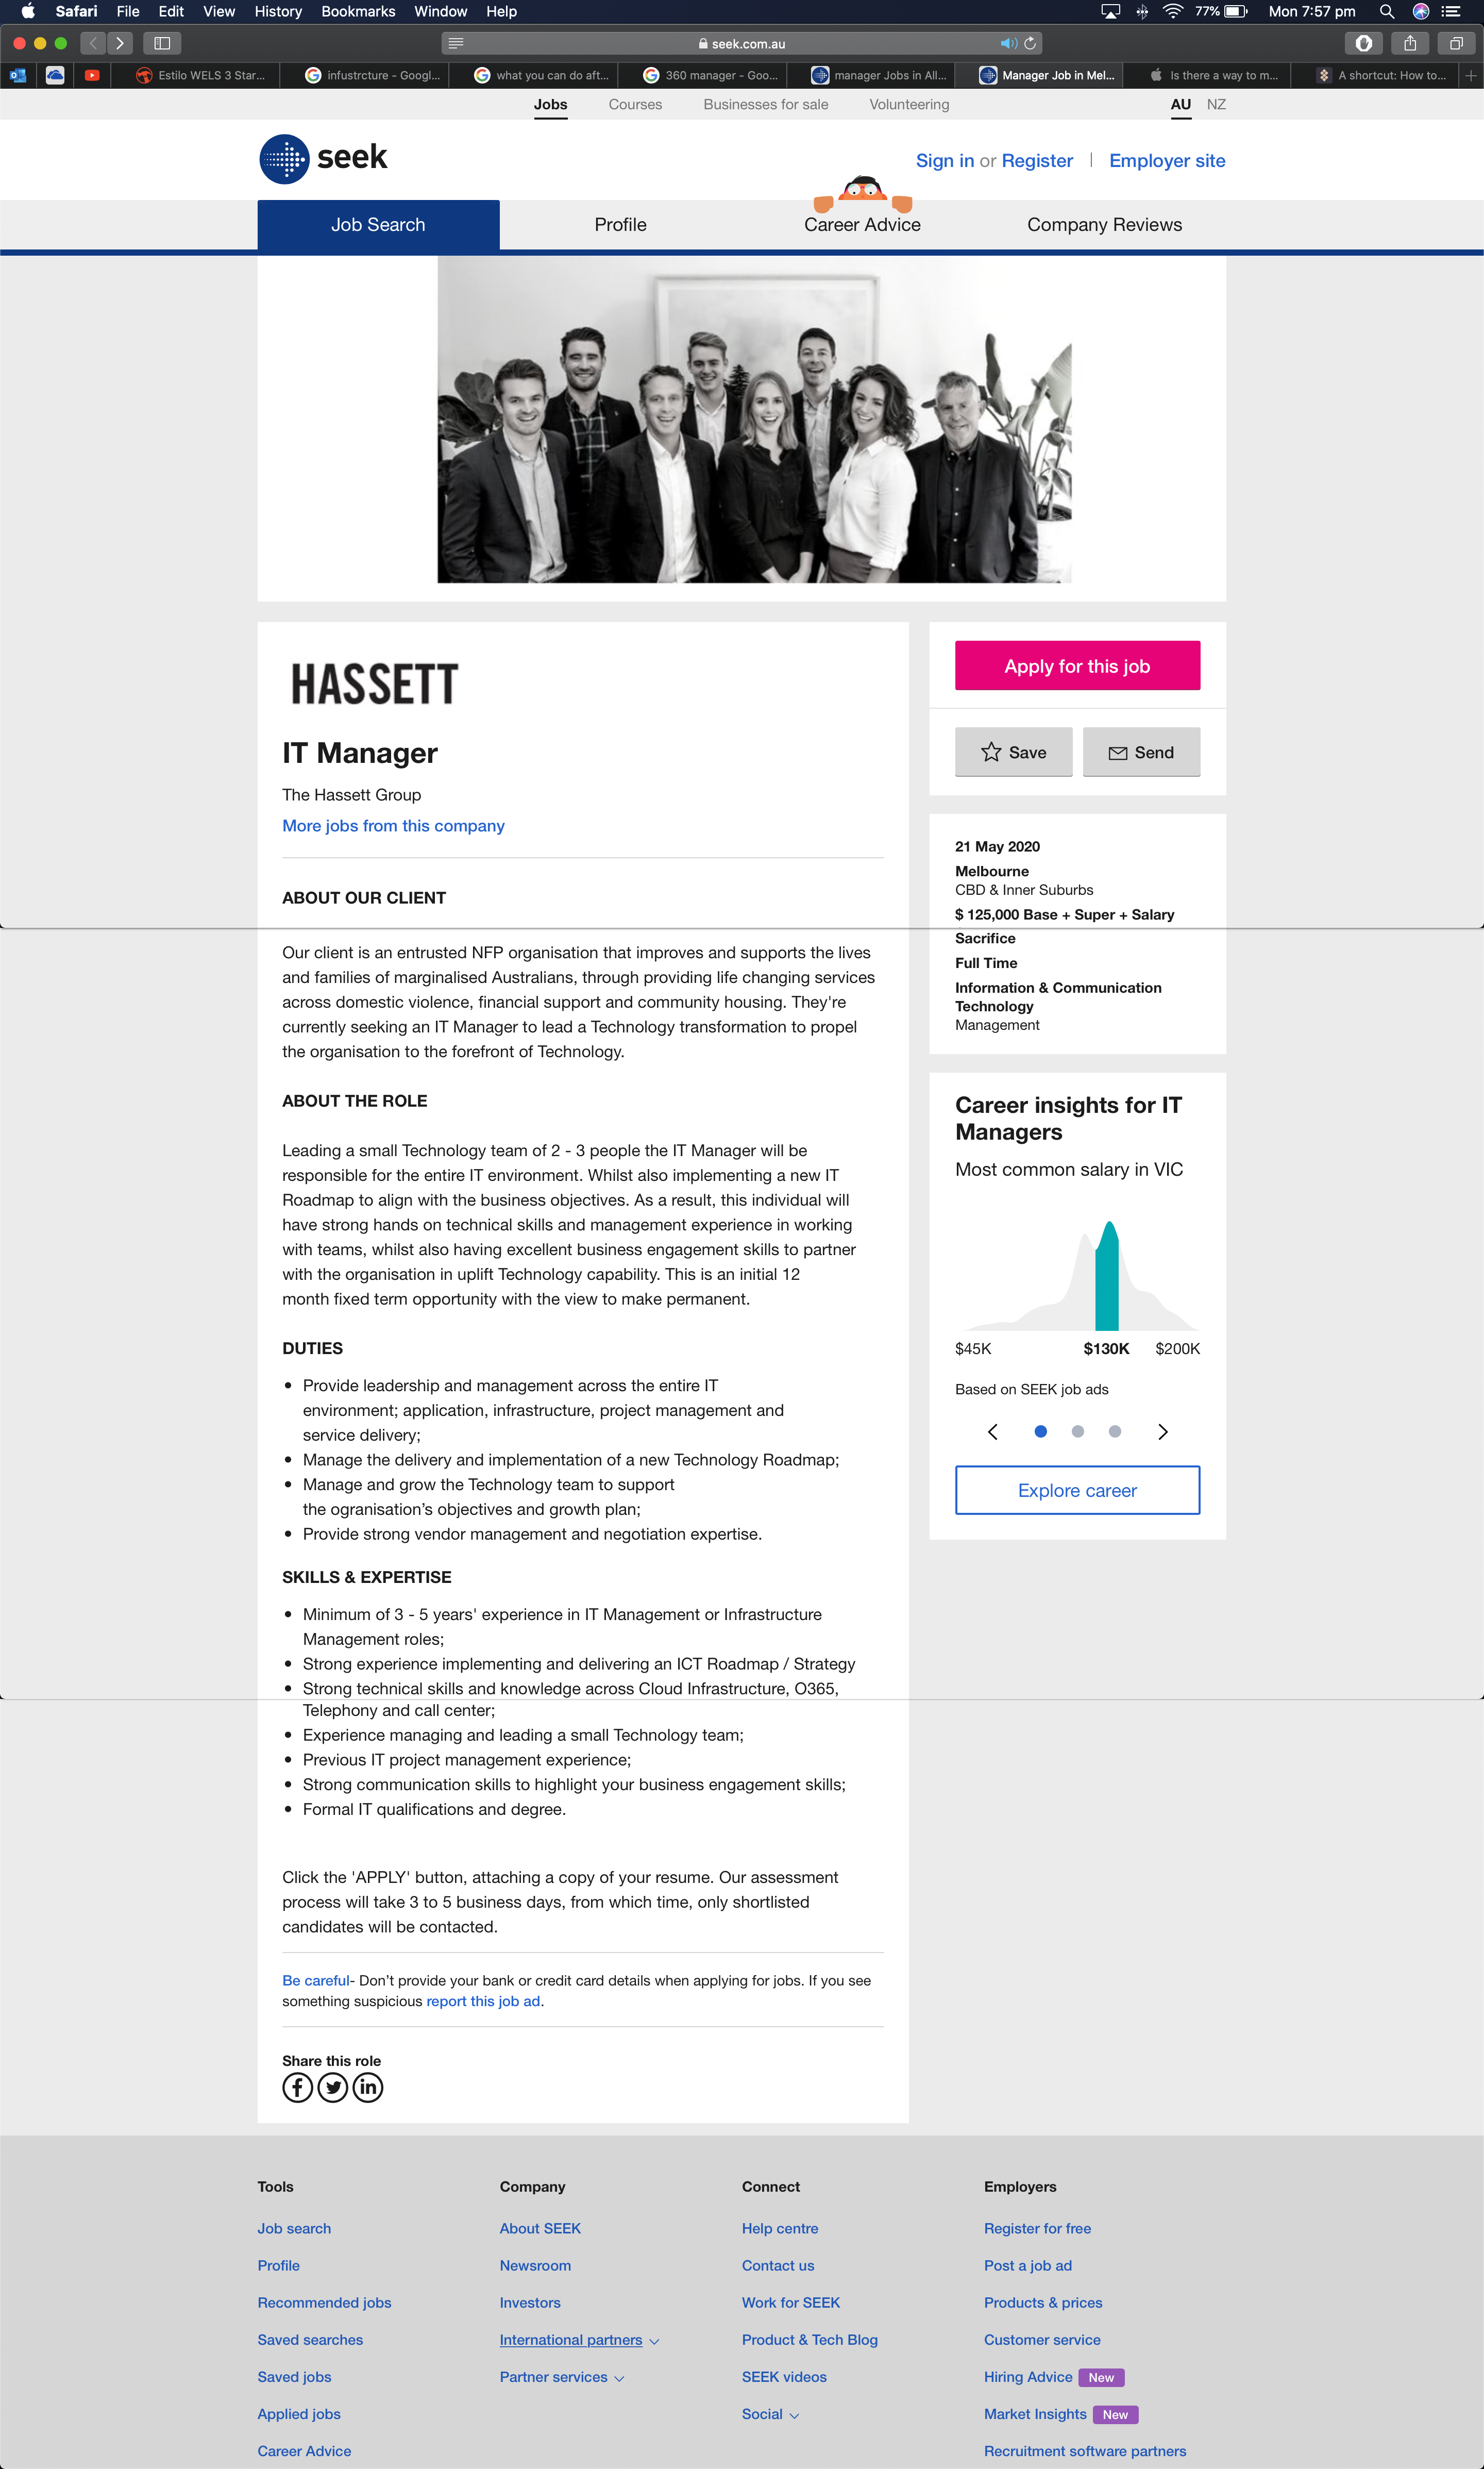 Safari File Edit View History Bookmarks Window Help 77% Mon 7:57 pm
seek.com.au
Estilo WELS 3 Star... infustrcture - Googl... what you can do aft... 360 manager - Goo... manager Jobs in All... Manager Job in Mel... Is there a way to m... A shortcut: How to...
Jobs Courses Businesses for sale Volunteering AU NZ
seek
Sign in or Register | Employer site
Job Search Profile Career Advice Company Reviews
HASSETT
IT Manager
The Hassett Group
More jobs from this company
ABOUT OUR CLIENT
Our client is an entrusted NFP organisation that improves and supports the lives
and families of marginalised Australians, through providing life changing services
across domestic violence, financial support and community housing. They're
currently seeking an IT Manager to lead a Technology transformation to propel
the organisation to the forefront of Technology.
ABOUT THE ROLE
Leading a small Technology team of 2 - 3 people the IT Manager will be
responsible for the entire IT environment. Whilst also implementing a new IT
Roadmap to align with the business objectives. As a result, this individual will
have strong hands on technical skills and management experience in working
with teams, whilst also having excellent business engagement skills to partner
with the organisation in uplift Technology capability. This is an initial 12
month fixed term opportunity with the view to make permanent.
DUTIES
• Provide leadership and management across the entire IT
environment; application, infrastructure, project management and
service delivery;
• Manage the delivery and implementation of a new Technology Roadmap;
• Manage and grow the Technology team to support
the ogranisation’s objectives and growth plan;
• Provide strong vendor management and negotiation expertise.
SKILLS & EXPERTISE
• Minimum of 3 - 5 years' experience in IT Management or Infrastructure
Management roles;
• Strong experience implementing and delivering an ICT Roadmap / Strategy
• Strong technical skills and knowledge across Cloud Infrastructure, O365,
Telephony and call center;
• Experience managing and leading a small Technology team;
• Previous IT project management experience;
• Strong communication skills to highlight your business engagement skills;
• Formal IT qualifications and degree.
Click the 'APPLY' button, attaching a copy of your resume. Our assessment
process will take 3 to 5 business days, from which time, only shortlisted
candidates will be contacted.
Be careful- Don’t provide your bank or credit card details when applying for jobs. If you see
something suspicious report this job ad.
Share this role
Apply for this job
Save Send
21 May 2020
Melbourne
CBD & Inner Suburbs
$ 125,000 Base + Super + Salary
Sacrifice
Full Time
Information & Communication
Technology
Management
Career insights for IT
Managers
Most common salary in VIC
$45K $130K $200K
Based on SEEK job ads
Explore career
Tools
Job search
Profile
Recommended jobs
Saved searches
Saved jobs
Applied jobs
Career Advice
Company
About SEEK
Newsroom
Investors
International partners
Partner services
Connect
Help centre
Contact us
Work for SEEK
Product & Tech Blog
SEEK videos
Social
Employers
Register for free
Post a job ad
Products & prices
Customer service
Hiring Advice New
Market Insights New
Recruitment software partners